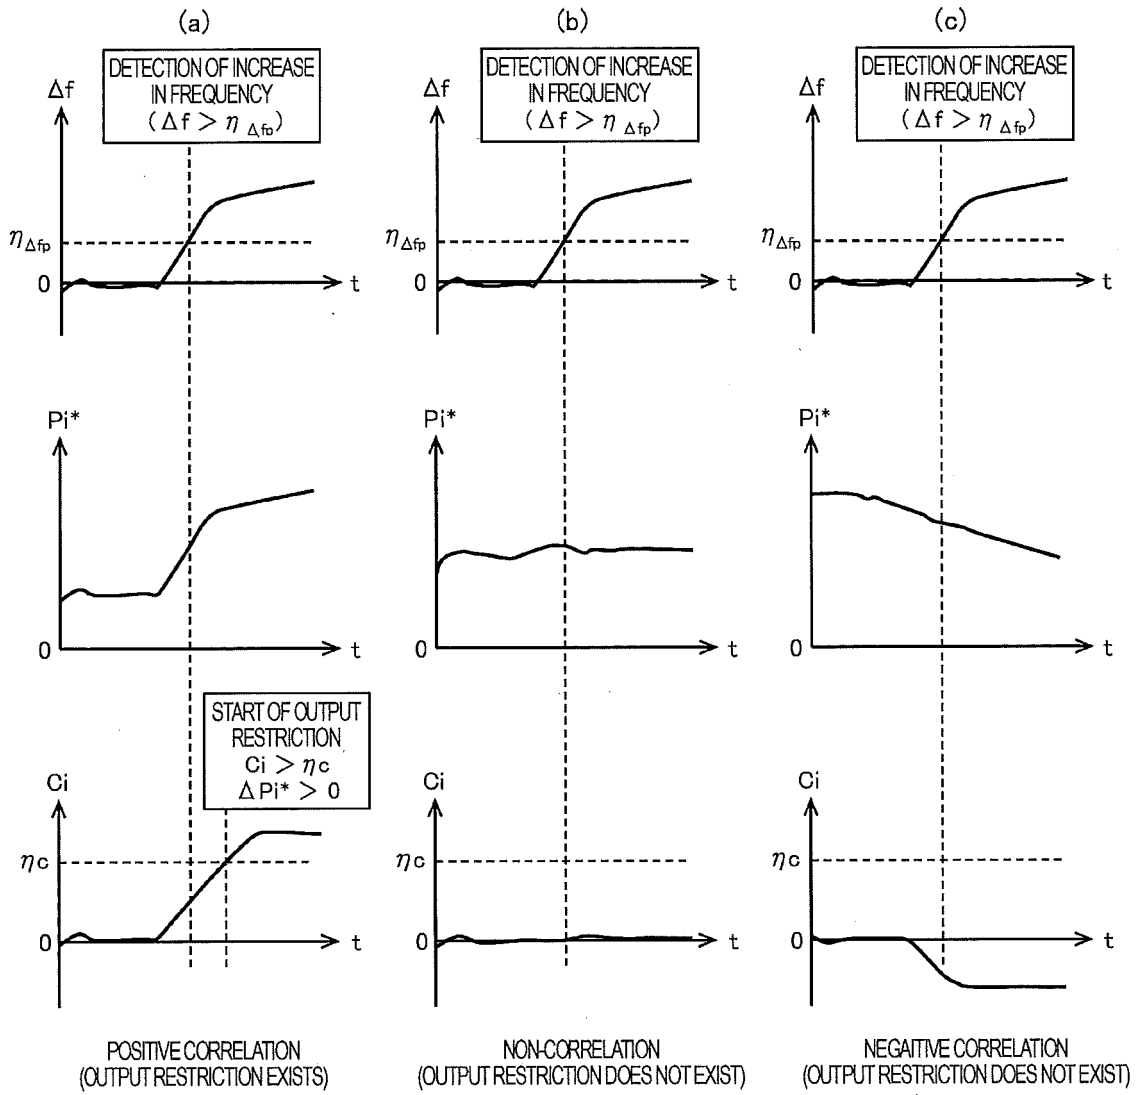 (a)
DETECTION OF INCREASE
IN FREQUENCY
(Δf > η Δfp)
Δf
η Δfp
0
t
Pi*
0
t
START OF OUTPUT
RESTRICTION
Ci > ηc
ΔPi* > 0
Ci
ηc
0
t
POSITIVE CORRELATION
(OUTPUT RESTRICTION EXISTS)
(b)
DETECTION OF INCREASE
IN FREQUENCY
(Δf > η Δfp)
Δf
η Δfp
0
t
Pi*
0
t
Ci
ηc
0
t
NON-CORRELATION
(OUTPUT RESTRICTION DOES NOT EXIST)
(c)
DETECTION OF INCREASE
IN FREQUENCY
(Δf > η Δfp)
Δf
η Δfp
0
t
Pi*
0
t
Ci
ηc
0
t
NEGAITIVE CORRELATION
(OUTPUT RESTRICTION DOES NOT EXIST)